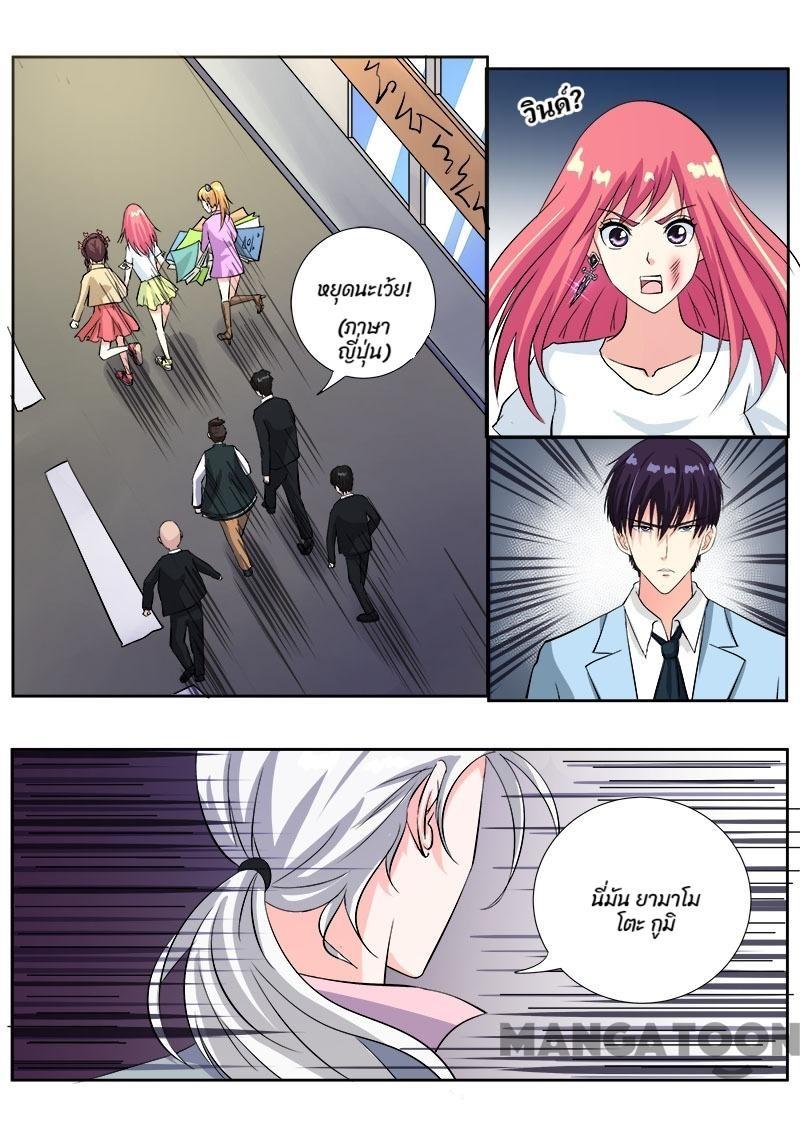 หยุดนะเว้ย!
(ภาษา
ญี่ปุ่น)
วินด์?
นี่มัน ยามาโม
โตะ กูมิ
MANGATOON